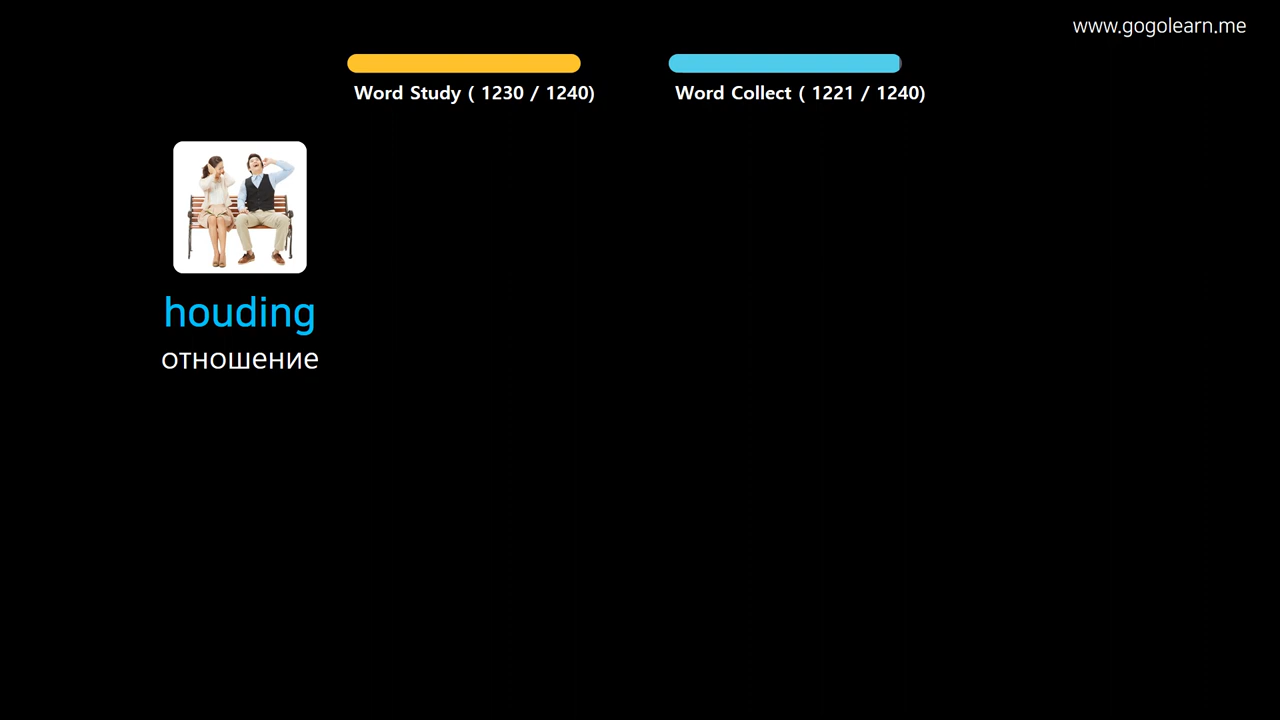 www.gogolearn.me
Word Study ( 1230 / 1240)
Word Collect ( 1221 / 1240)
houding
отношение